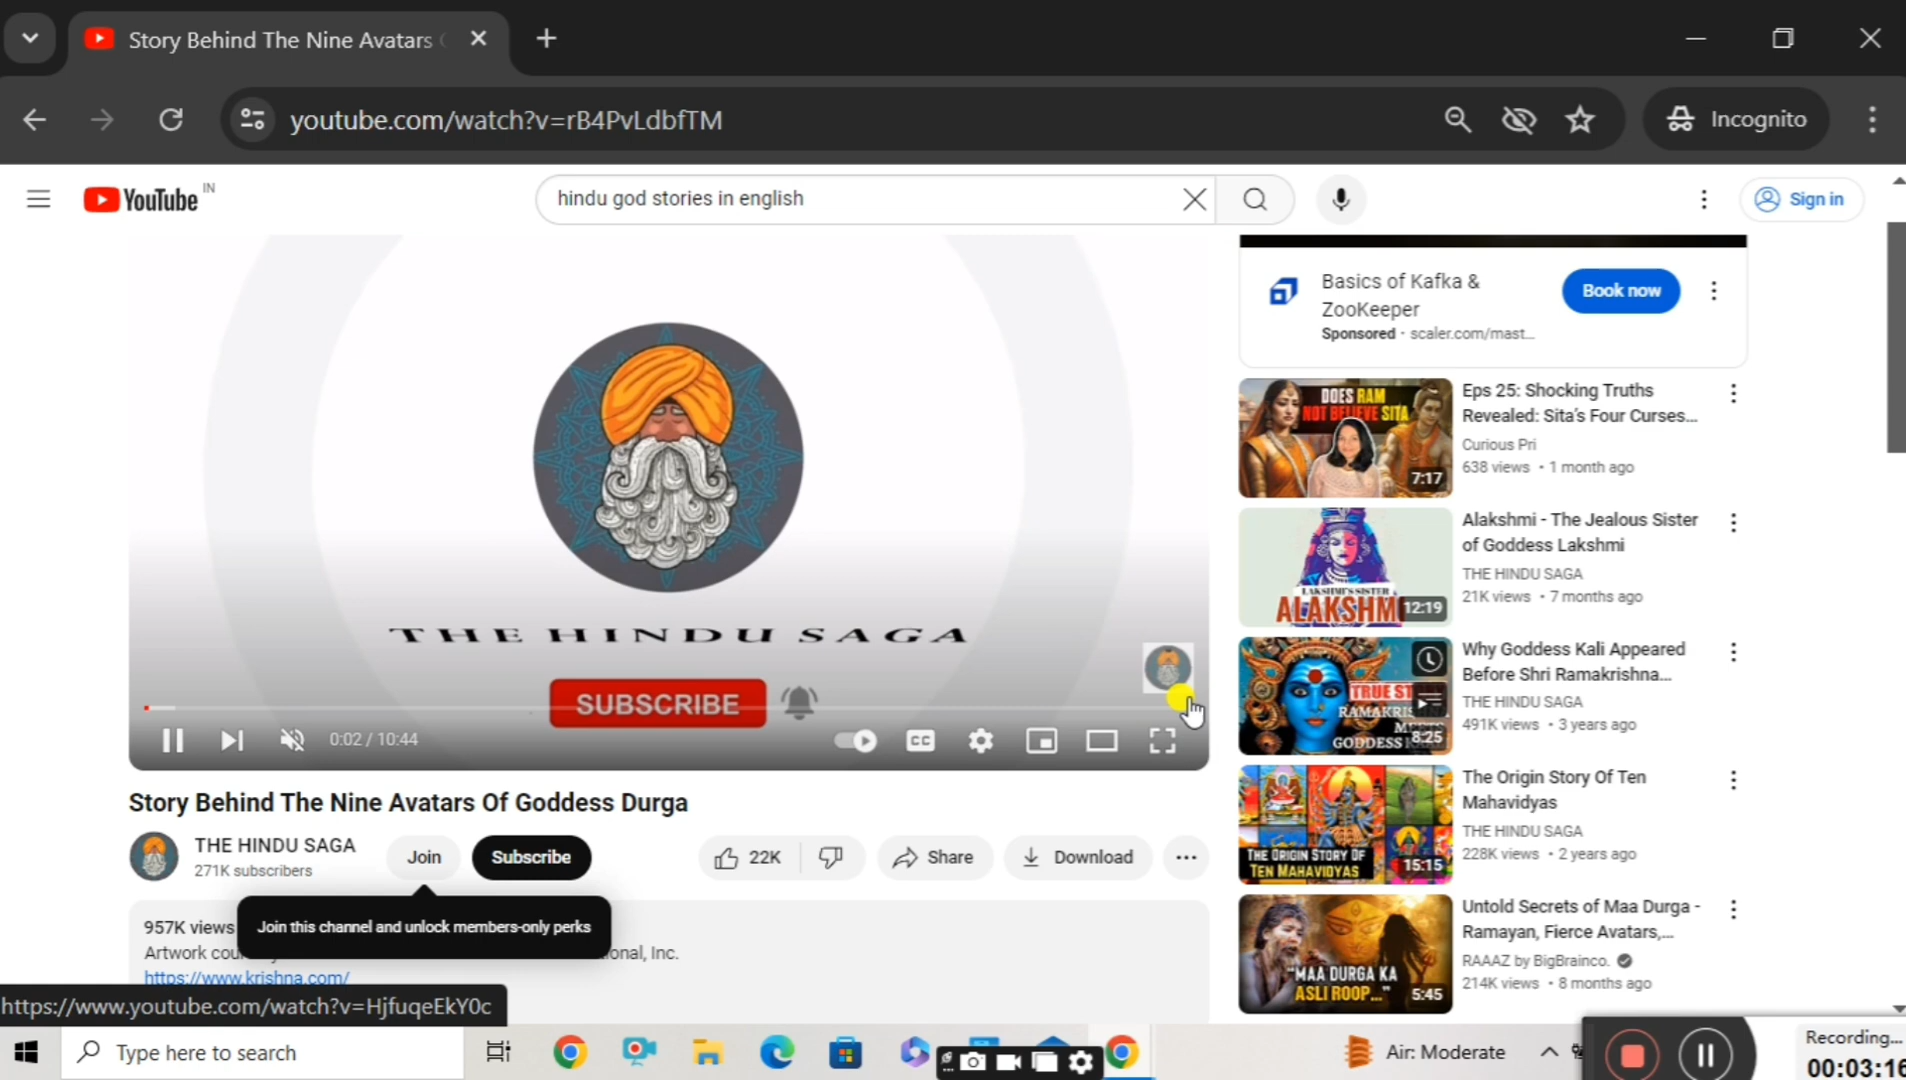 Story Behind The Nine Avatars
youtube.com/watch?v=rB4PvLdbfTM
Incognito
YouTube IN
hindu god stories in english
Sign in
THE HINDU SAGA
SUBSCRIBE
0:02 / 10:44
CC
Story Behind The Nine Avatars Of Goddess Durga
THE HINDU SAGA
271K subscribers
Join
Subscribe
22K
Share
Download
Join this channel and unlock members-only perks
957K views
Artwork
onal, Inc.
https://www.krishna.com/
https://www.youtube.com/watch?v=HjfuqeEkY0c
Basics of Kafka &
ZooKeeper
Sponsored · scaler.com/mast...
Book now
DOES RAM
NOT BELIEVE SITA
7:17
Eps 25: Shocking Truths
Revealed: Sita's Four Curses...
Curious Pri
638 views • 1 month ago
LAKSHMI'S SISTER
ALAKSHMI
12:19
Alakshmi - The Jealous Sister
of Goddess Lakshmi
THE HINDU SAGA
21K views • 7 months ago
TRUE ST
RAMAKRIS
MEETS
GODDESS
8:25
Why Goddess Kali Appeared
Before Shri Ramakrishna...
THE HINDU SAGA
491K views • 3 years ago
THE ORIGIN STORY OF
TEN MAHAVIDYAS
15:15
The Origin Story Of Ten
Mahavidyas
THE HINDU SAGA
228K views • 2 years ago
"MAA DURGA KA
ASLI ROOP..."
5:45
Untold Secrets of Maa Durga -
Ramayan, Fierce Avatars,...
RAAAZ by BigBrainco.
214K views • 8 months ago
Type here to search
Air: Moderate
Recording...
00:03:16